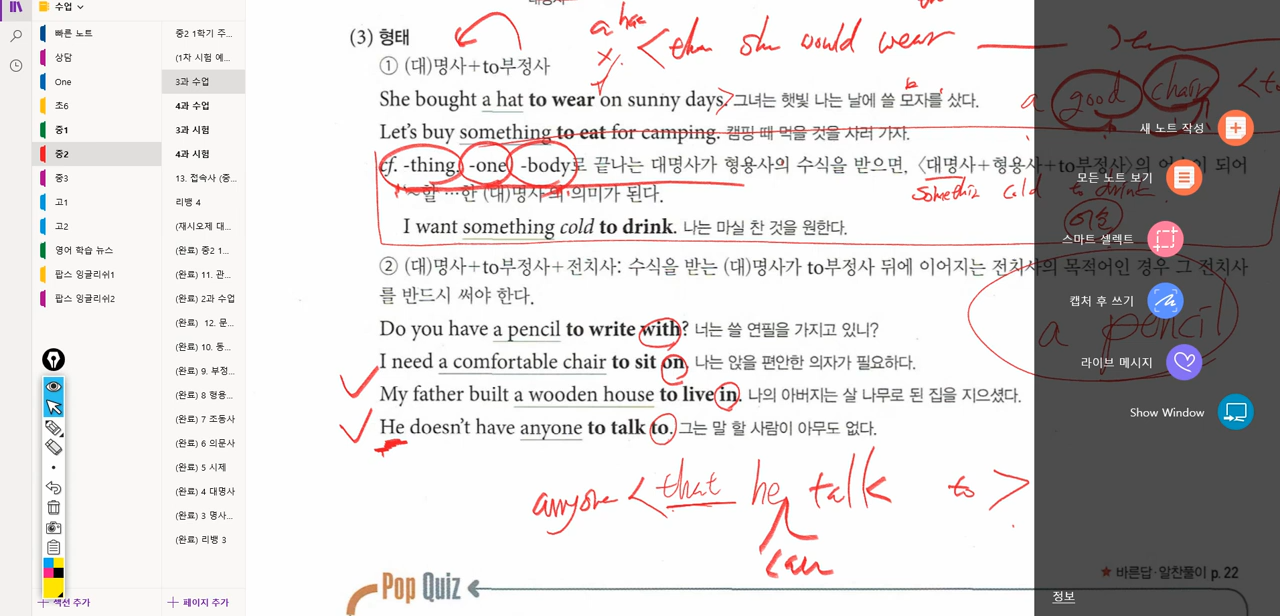 수업
빠른 노트
상담
One
초6
중1
중2
중3
고1
고2
영어 학습 뉴스
팝스 잉글리쉬1
팝스 잉글리쉬2
섹션 추가
중2 1학기 주...
(1차 시험 예...
3과 수업
4과 수업
3과 시험
4과 시험
13. 접속사 (중...
리뱅 4
(재시오제 대...
(완료) 중2 1...
(완료) 11. 관...
(완료) 2과 수업
(완료) 12. 문...
(완료) 10. 동...
(완료) 9. 부정...
(완료) 8 형용...
(완료) 7 조동사
(완료) 6 의문사
(완료) 5 시제
(완료) 4 대명사
(완료) 3 명사...
(완료) 리뱅 3
페이지 추가
(3) 형태
a hat < that she would wear
① (대)명사+to부정사
She bought a hat to wear on sunny days. 그녀는 햇빛 나는 날에 쓸 모자를 샀다.
a good chair
Let's buy something to eat for camping. 캠핑 때 먹을 것을 사러 가자.
cf. -thing, -one, -body로 끝나는 대명사가 형용사의 수식을 받으면, 〈대명사+형용사+to부정사〉의 어순이 되어
'~할 …한 (대)명사'의 의미가 된다.
something cold to drink
어순
I want something cold to drink. 나는 마실 찬 것을 원한다.
② (대)명사+to부정사+전치사: 수식을 받는 (대)명사가 to부정사 뒤에 이어지는 전치사의 목적어인 경우 그 전치사
를 반드시 써야 한다.
Do you have a pencil to write with? 너는 쓸 연필을 가지고 있니?
a pencil
I need a comfortable chair to sit on. 나는 앉을 편안한 의자가 필요하다.
My father built a wooden house to live in. 나의 아버지는 살 나무로 된 집을 지으셨다.
He doesn't have anyone to talk to. 그는 말 할 사람이 아무도 없다.
anyone < that he talk to >
can
Pop Quiz
★ 바른답·알찬풀이 p. 22
새 노트 작성
모든 노트 보기
스마트 셀렉트
캡처 후 쓰기
라이브 메시지
Show Window
정보